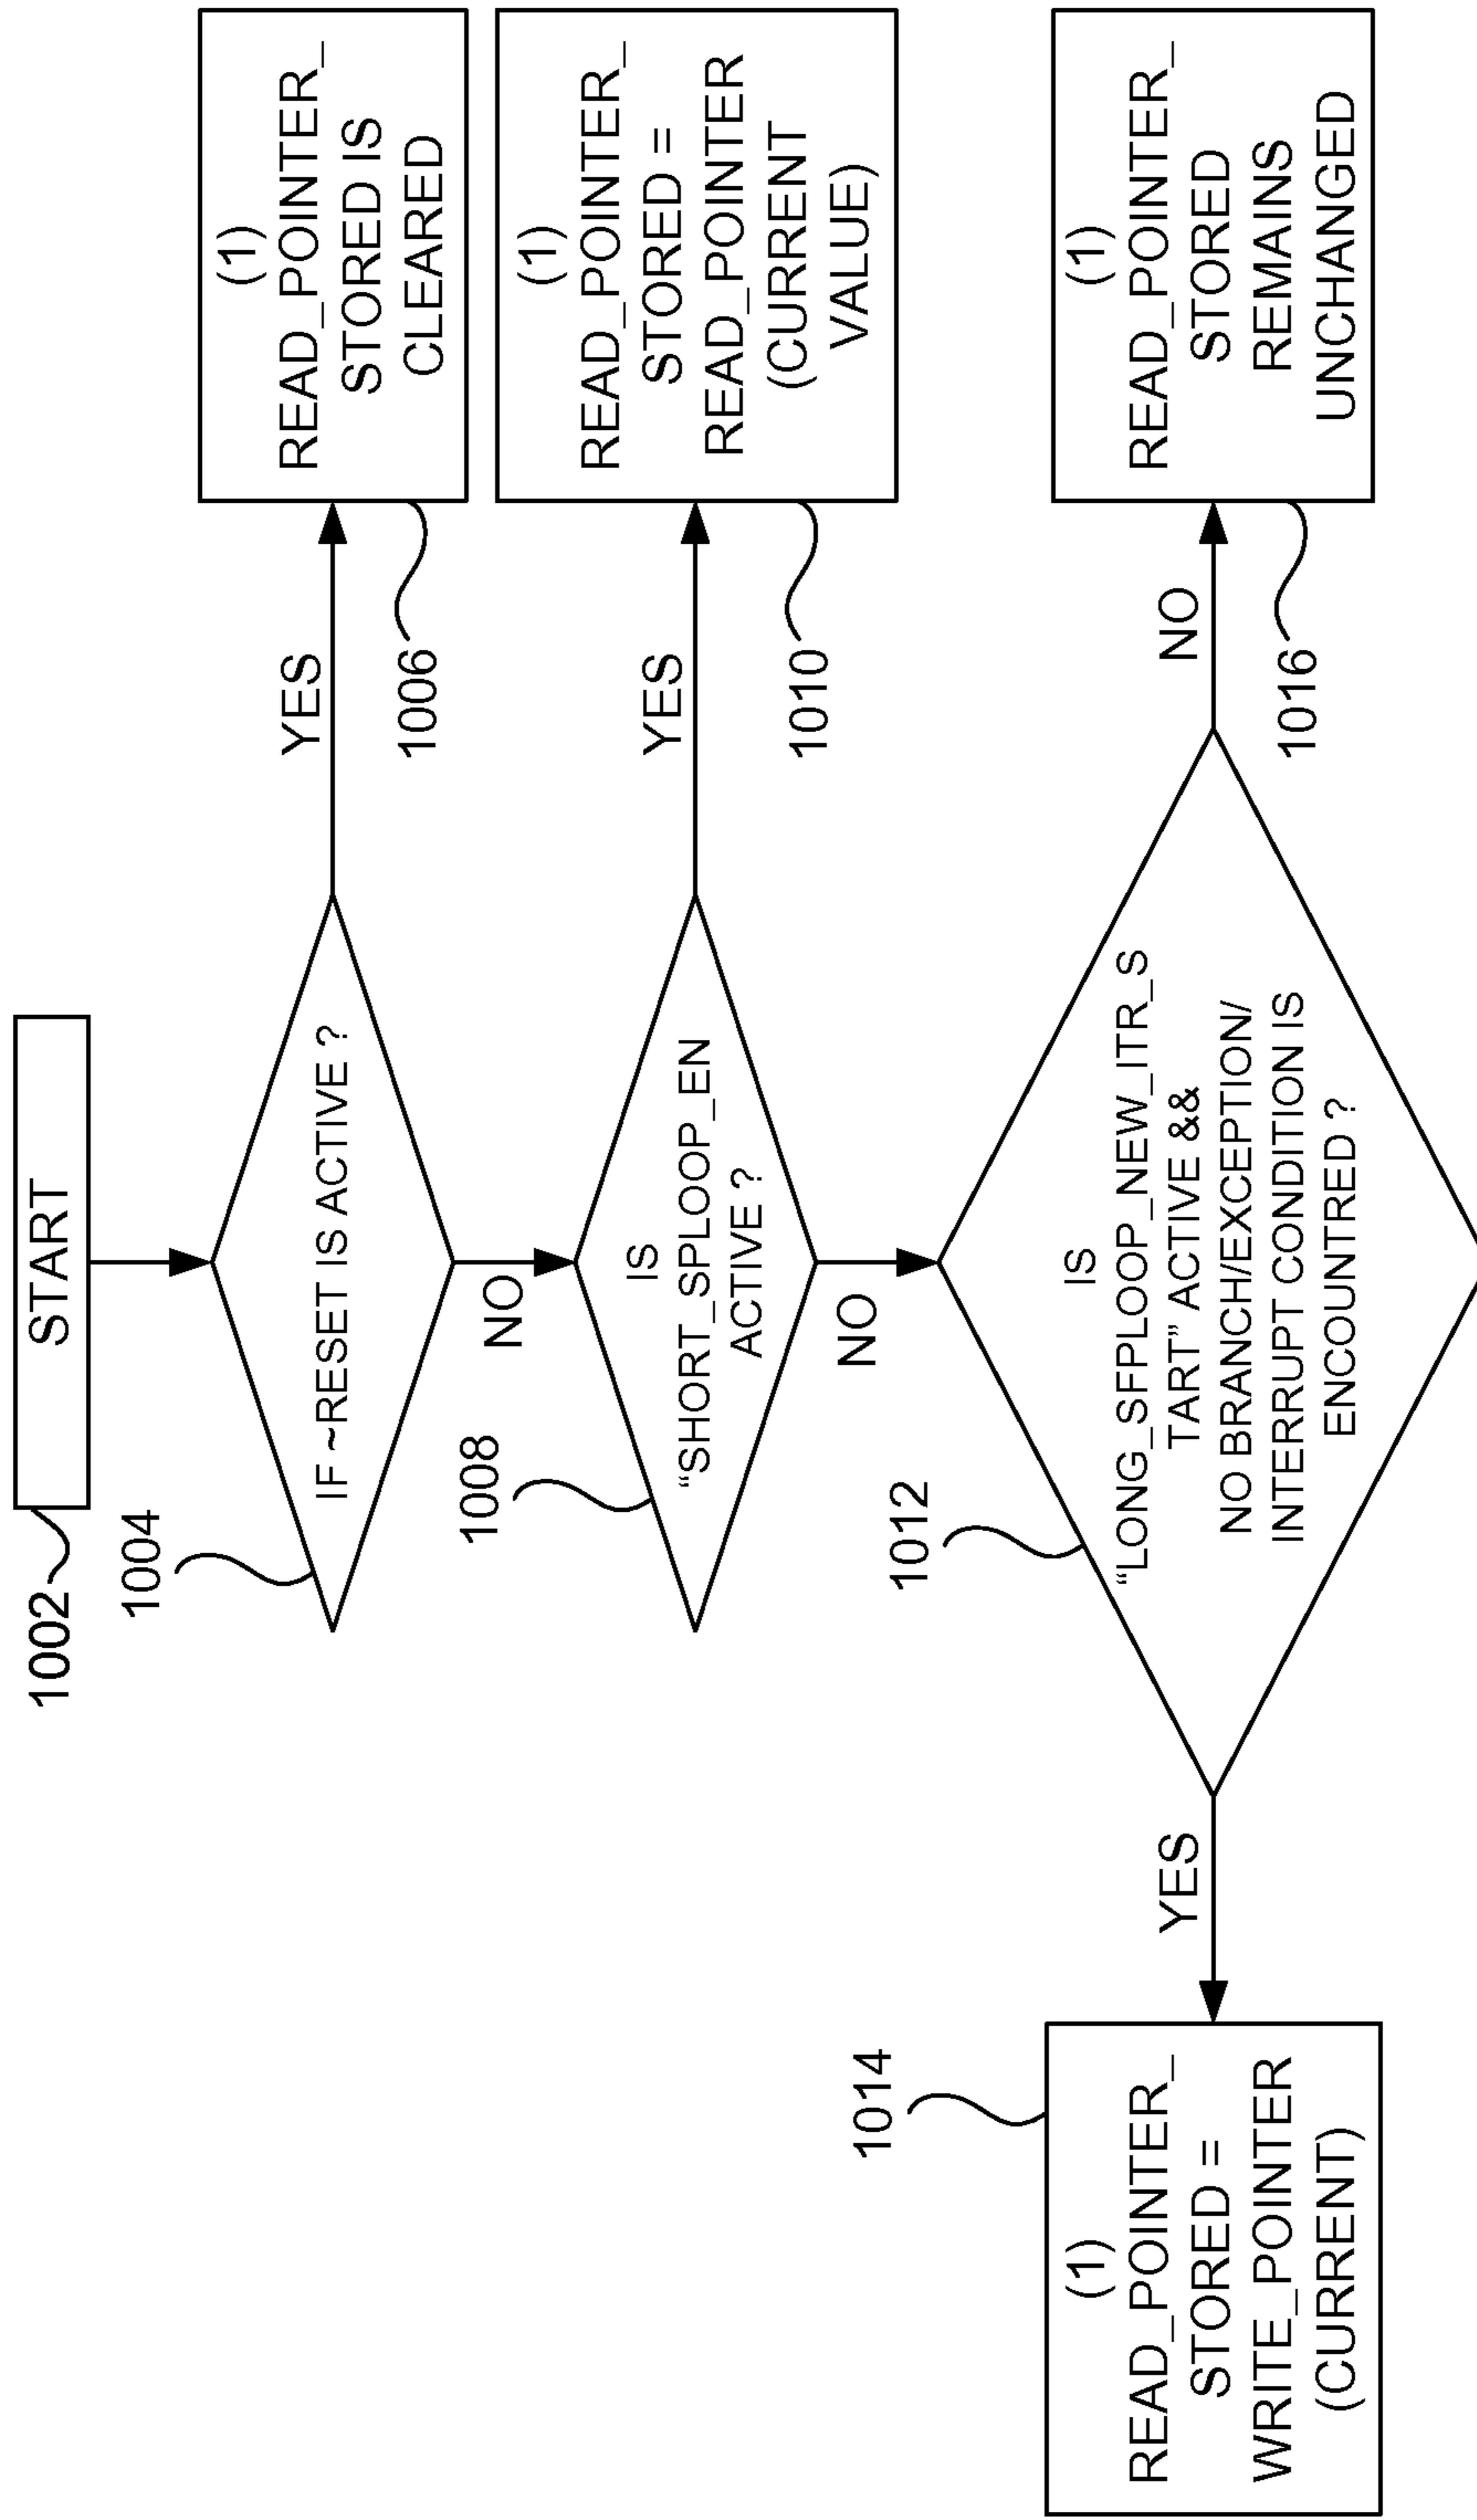 START
1002
1004
IF ~RESET IS ACTIVE ?
YES
(1)
READ_POINTER_
STORED IS
CLEARED
1006
NO
1008
IS
“SHORT_SPLOOP_EN
ACTIVE ?
YES
(1)
READ_POINTER_
STORED =
READ_POINTER
(CURRENT
VALUE)
1010
NO
1012
IS
“LONG_SFPLOOP_NEW_ITR_S
TART” ACTIVE &&
NO BRANCH/EXCEPTION/
INTERRUPT CONDITION IS
ENCOUNTRED ?
YES
1014
(1)
READ_POINTER_
STORED =
WRITE_POINTER
(CURRENT)
NO
(1)
READ_POINTER_
STORED
REMAINS
UNCHANGED
1016